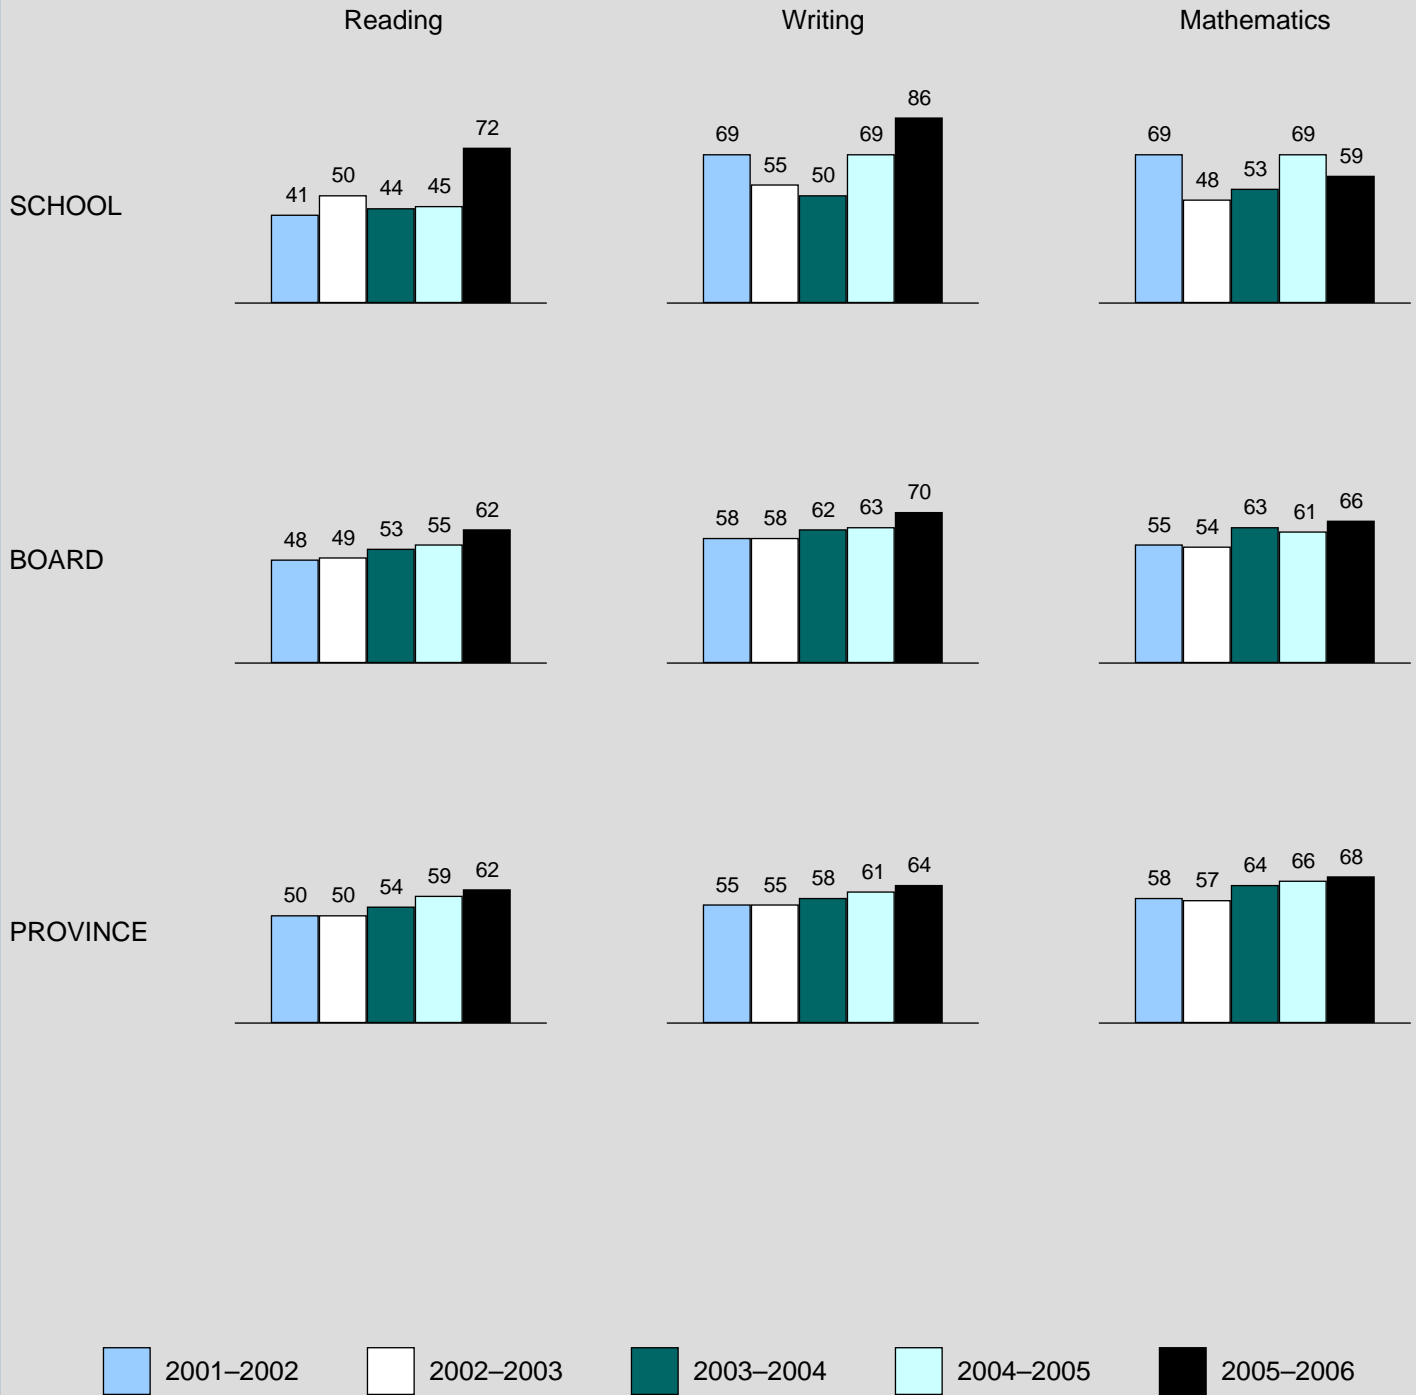 Reading Writing Mathematics
SCHOOL
41 50 44 45 72
69 55 50 69 86
69 48 53 69 59
BOARD
48 49 53 55 62
58 58 62 63 70
55 54 63 61 66
PROVINCE
50 50 54 59 62
55 55 58 61 64
58 57 64 66 68
2001–2002 2002–2003 2003–2004 2004–2005 2005–2006